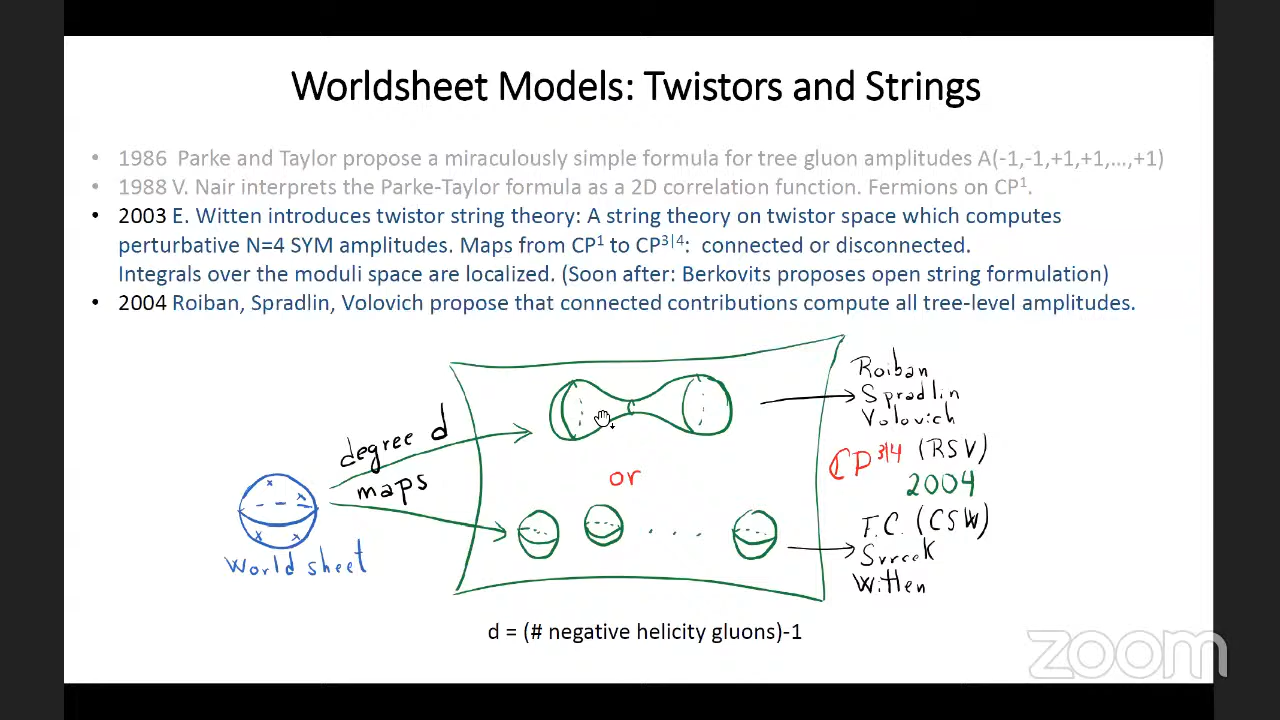 Worldsheet Models: Twistors and Strings
• 1986 Parke and Taylor propose a miraculously simple formula for tree gluon amplitudes A(-1,-1,+1,+1,…,+1)
• 1988 V. Nair interprets the Parke-Taylor formula as a 2D correlation function. Fermions on CP¹.
• 2003 E. Witten introduces twistor string theory: A string theory on twistor space which computes
perturbative N=4 SYM amplitudes. Maps from CP¹ to CP³|⁴: connected or disconnected.
Integrals over the moduli space are localized. (Soon after: Berkovits proposes open string formulation)
• 2004 Roiban, Spradlin, Volovich propose that connected contributions compute all tree-level amplitudes.
Roiban
Spradlin
Volovich
degree d
maps
or
CP³|⁴ (RSV)
2004
F.C. (CSW)
Svrcek
Witten
World sheet
d = (# negative helicity gluons)-1
zoom